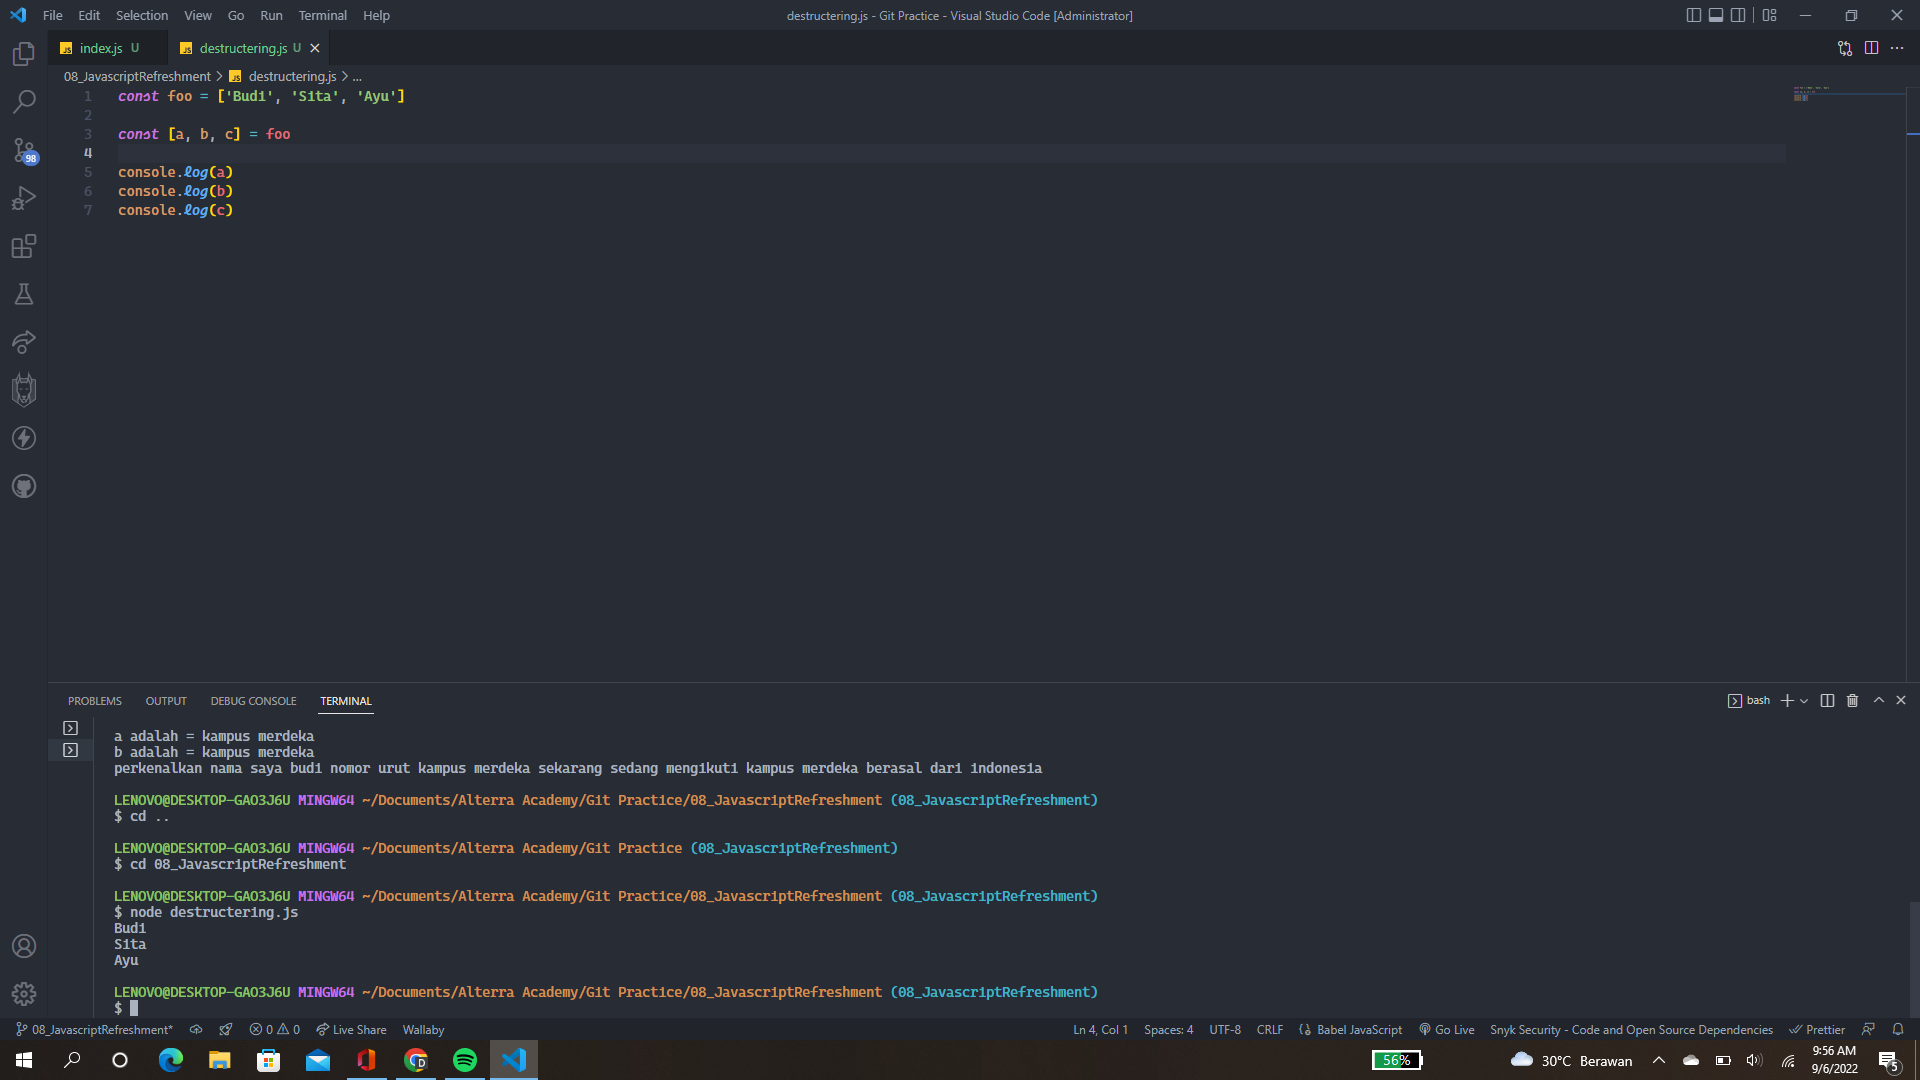 File Edit Selection View Go Run Terminal Help
destructering.js - Git Practice - Visual Studio Code [Administrator]
index.js U
destructering.js U
08_JavascriptRefreshment > destructering.js > ...
1 const foo = ['Budi', 'Sita', 'Ayu']
2
3 const [a, b, c] = foo
4
5 console.log(a)
6 console.log(b)
7 console.log(c)
98
PROBLEMS OUTPUT DEBUG CONSOLE TERMINAL
bash
a adalah = kampus merdeka
b adalah = kampus merdeka
perkenalkan nama saya budi nomor urut kampus merdeka sekarang sedang mengikuti kampus merdeka berasal dari indonesia
LENOVO@DESKTOP-GAO3J6U MINGW64 ~/Documents/Alterra Academy/Git Practice/08_JavascriptRefreshment (08_JavascriptRefreshment)
$ cd ..
LENOVO@DESKTOP-GAO3J6U MINGW64 ~/Documents/Alterra Academy/Git Practice (08_JavascriptRefreshment)
$ cd 08_JavascriptRefreshment
LENOVO@DESKTOP-GAO3J6U MINGW64 ~/Documents/Alterra Academy/Git Practice/08_JavascriptRefreshment (08_JavascriptRefreshment)
$ node destructering.js
Budi
Sita
Ayu
LENOVO@DESKTOP-GAO3J6U MINGW64 ~/Documents/Alterra Academy/Git Practice/08_JavascriptRefreshment (08_JavascriptRefreshment)
$
08_JavascriptRefreshment* 0 0 Live Share Wallaby
Ln 4, Col 1 Spaces: 4 UTF-8 CRLF Babel JavaScript Go Live Snyk Security - Code and Open Source Dependencies Prettier
56% 30°C Berawan
9:56 AM
9/6/2022
5